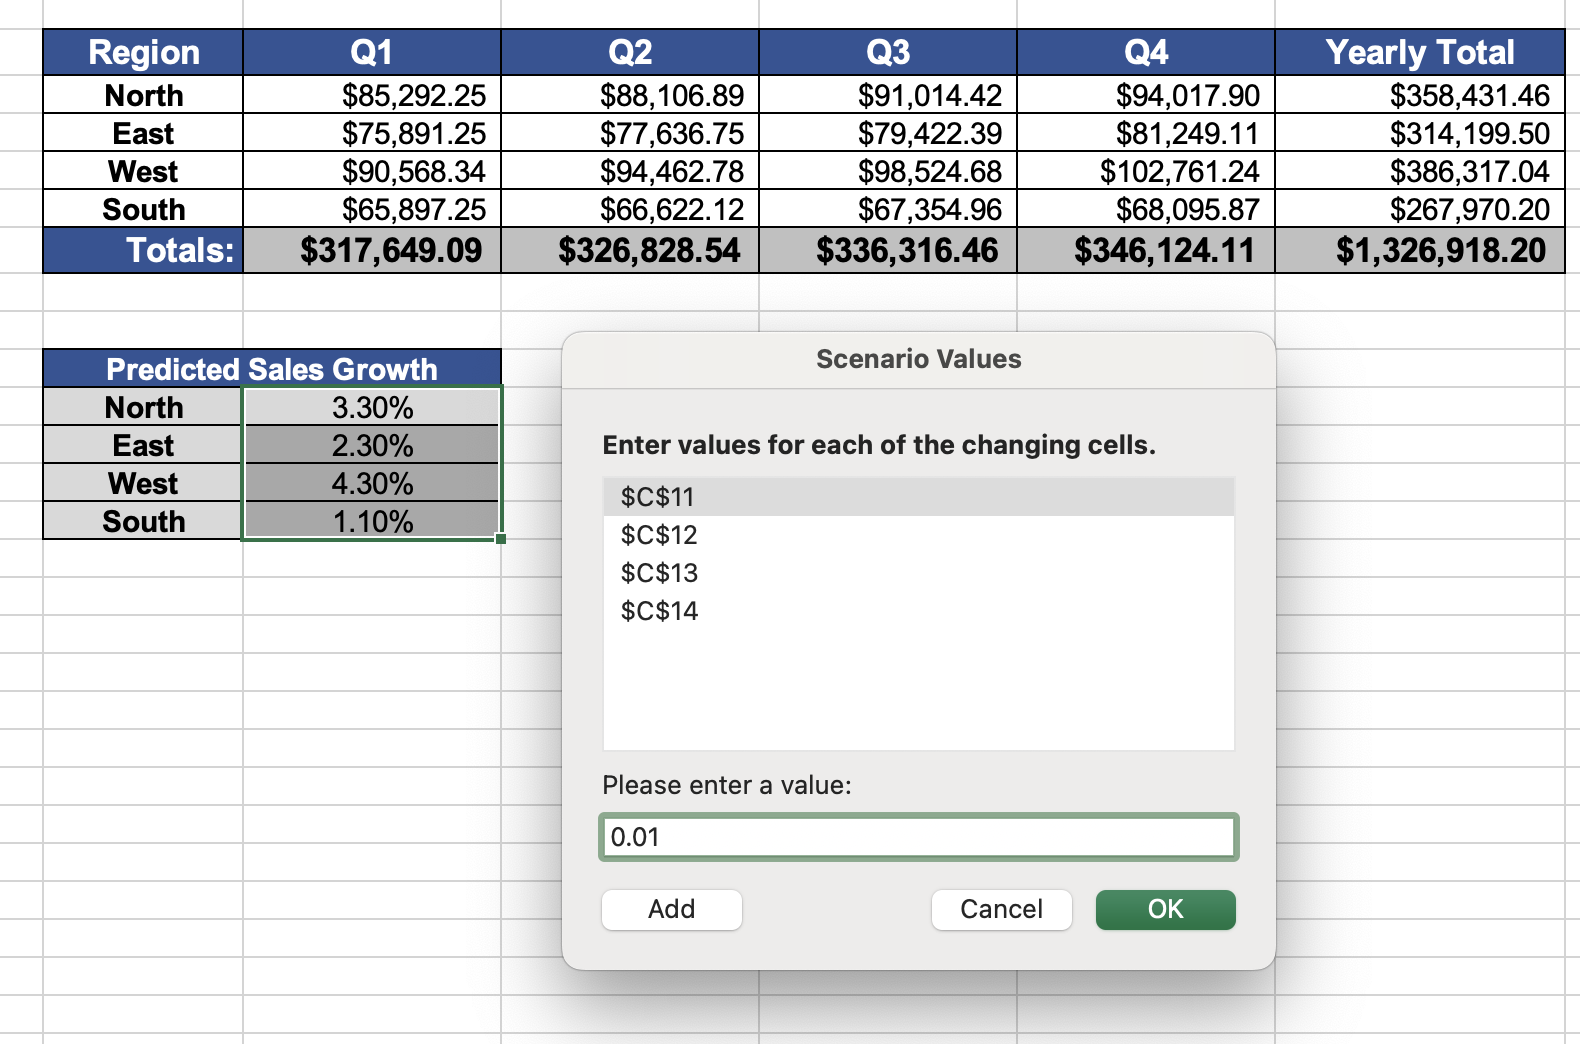 Region Q1 Q2 Q3 Q4 Yearly Total
North $85,292.25 $88,106.89 $91,014.42 $94,017.90 $358,431.46
East $75,891.25 $77,636.75 $79,422.39 $81,249.11 $314,199.50
West $90,568.34 $94,462.78 $98,524.68 $102,761.24 $386,317.04
South $65,897.25 $66,622.12 $67,354.96 $68,095.87 $267,970.20
Totals: $317,649.09 $326,828.54 $336,316.46 $346,124.11 $1,326,918.20
Predicted Sales Growth
North 3.30%
East 2.30%
West 4.30%
South 1.10%
Scenario Values
Enter values for each of the changing cells.
$C$11
$C$12
$C$13
$C$14
Please enter a value:
0.01
Add Cancel OK